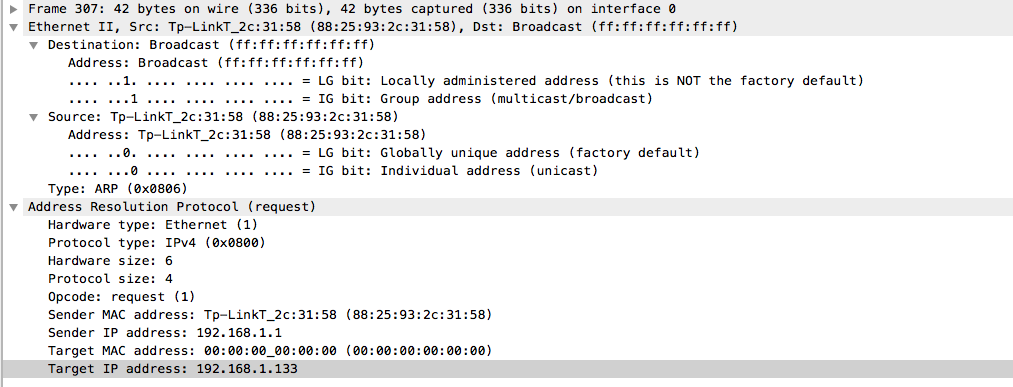 Frame 307: 42 bytes on wire (336 bits), 42 bytes captured (336 bits) on interface 0
Ethernet II, Src: Tp-LinkT_2c:31:58 (88:25:93:2c:31:58), Dst: Broadcast (ff:ff:ff:ff:ff:ff)
Destination: Broadcast (ff:ff:ff:ff:ff:ff)
Address: Broadcast (ff:ff:ff:ff:ff:ff)
.... ..1. .... .... .... .... = LG bit: Locally administered address (this is NOT the factory default)
.... ...1 .... .... .... .... = IG bit: Group address (multicast/broadcast)
Source: Tp-LinkT_2c:31:58 (88:25:93:2c:31:58)
Address: Tp-LinkT_2c:31:58 (88:25:93:2c:31:58)
.... ..0. .... .... .... .... = LG bit: Globally unique address (factory default)
.... ...0 .... .... .... .... = IG bit: Individual address (unicast)
Type: ARP (0x0806)
Address Resolution Protocol (request)
Hardware type: Ethernet (1)
Protocol type: IPv4 (0x0800)
Hardware size: 6
Protocol size: 4
Opcode: request (1)
Sender MAC address: Tp-LinkT_2c:31:58 (88:25:93:2c:31:58)
Sender IP address: 192.168.1.1
Target MAC address: 00:00:00_00:00:00 (00:00:00:00:00:00)
Target IP address: 192.168.1.133